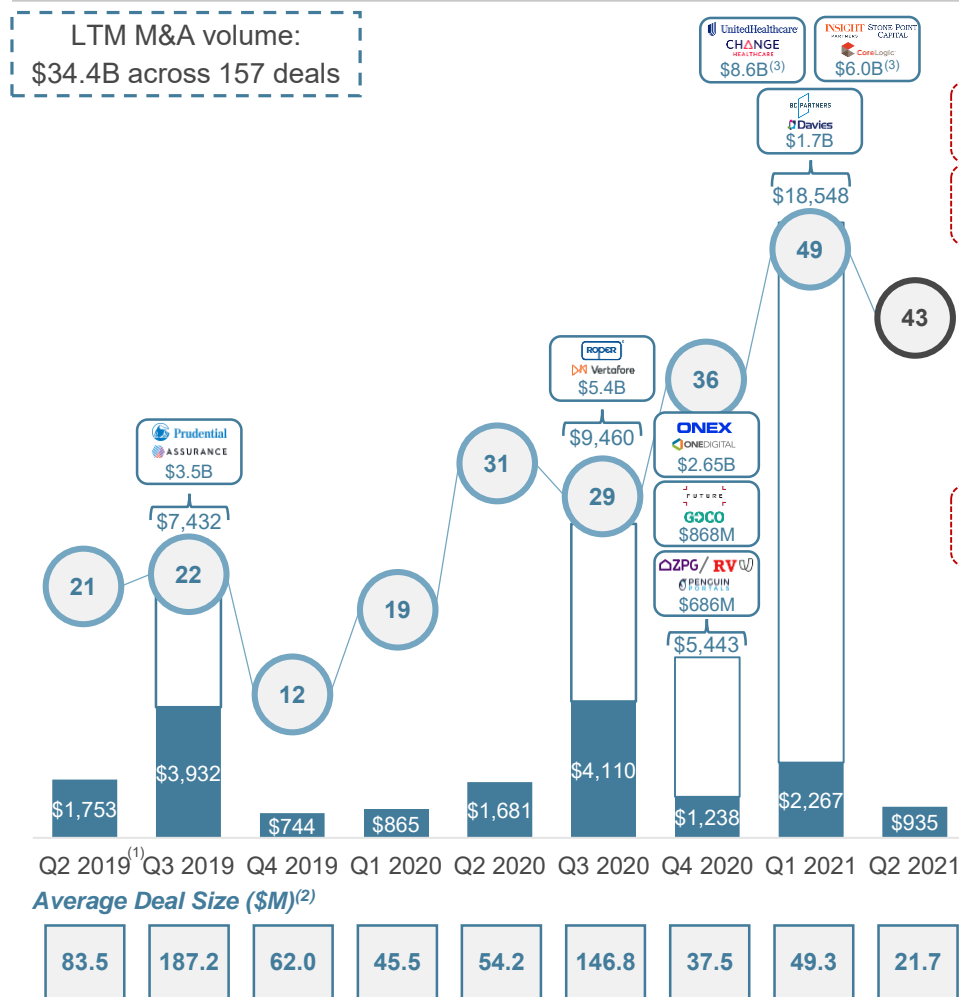 LTM M&A volume:
$34.4B across 157 deals
UnitedHealthcare
CHANGE
HEALTHCARE
$8.6B(3)
INSIGHT
PARTNERS
STONE POINT
CAPITAL
CoreLogic
$6.0B(3)
BC PARTNERS
Davies
$1.7B
$18,548
49
43
ROPER
Vertafore
$5.4B
$9,460
36
ONEX
ONEDIGITAL
$2.65B
FUTURE
GOCO
$868M
ZPG/ RVU
PENGUIN
PORTALS
$686M
$5,443
Prudential
ASSURANCE
$3.5B
$7,432
21
22
12
19
31
29
$1,753
$3,932
$744
$865
$1,681
$4,110
$1,238
$2,267
$935
Q2 2019(1) Q3 2019 Q4 2019 Q1 2020 Q2 2020 Q3 2020 Q4 2020 Q1 2021 Q2 2021
Average Deal Size ($M)(2)
83.5 187.2 62.0 45.5 54.2 146.8 37.5 49.3 21.7